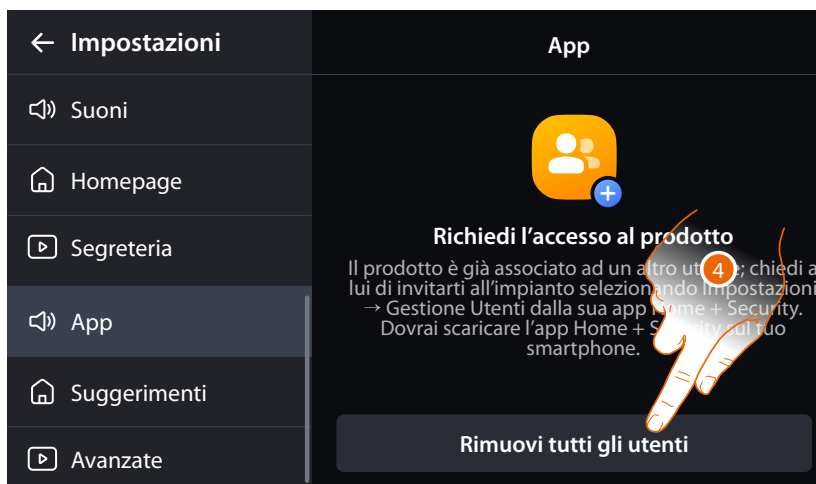 Impostazioni
Suoni
Homepage
Segreteria
App
Suggerimenti
Avanzate
App
Richiedi l'accesso al prodotto
Il prodotto è già associato ad un altro ; chiedi a
lui di invitarti all'impianto selezionando Impostazioni
→ Gestione Utenti dalla sua app Home + Security.
Dovrai scaricare l'app Home + Security sul tuo
smartphone.
4
Rimuovi tutti gli utenti